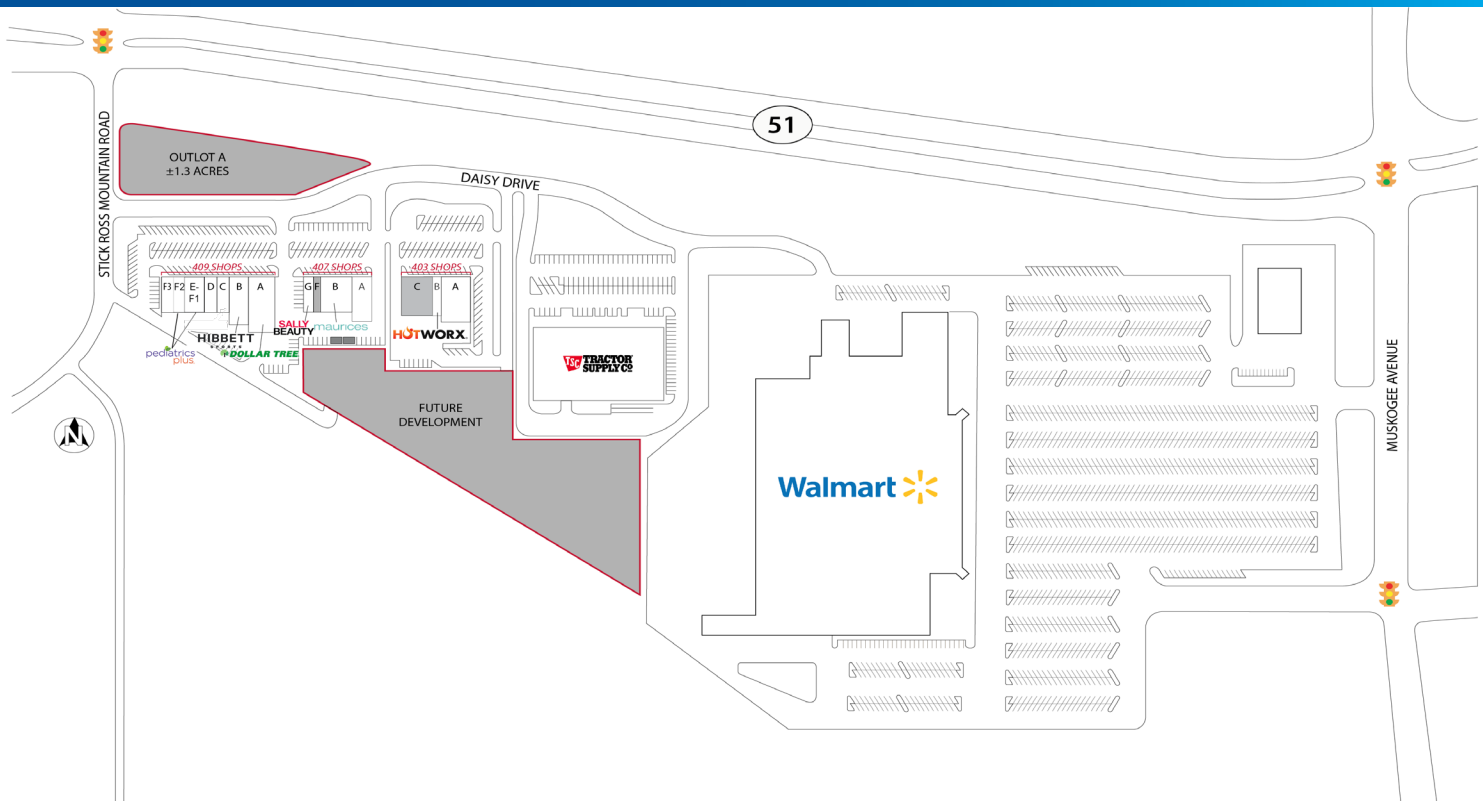 51
STICK ROSS MOUNTAIN ROAD
OUTLOT A
±1.3 ACRES
DAISY DRIVE
409 SHOPS
407 SHOPS
403 SHOPS
F3 F2 E-F1 D C B A
G F B A
C B A
pediatrics plus
HIBBETT
SPORTS
DOLLAR TREE
SALLY
BEAUTY
maurices
HOTWORX
TSC TRACTOR
SUPPLY CO
FUTURE
DEVELOPMENT
N
Walmart
MUSKOGEE AVENUE